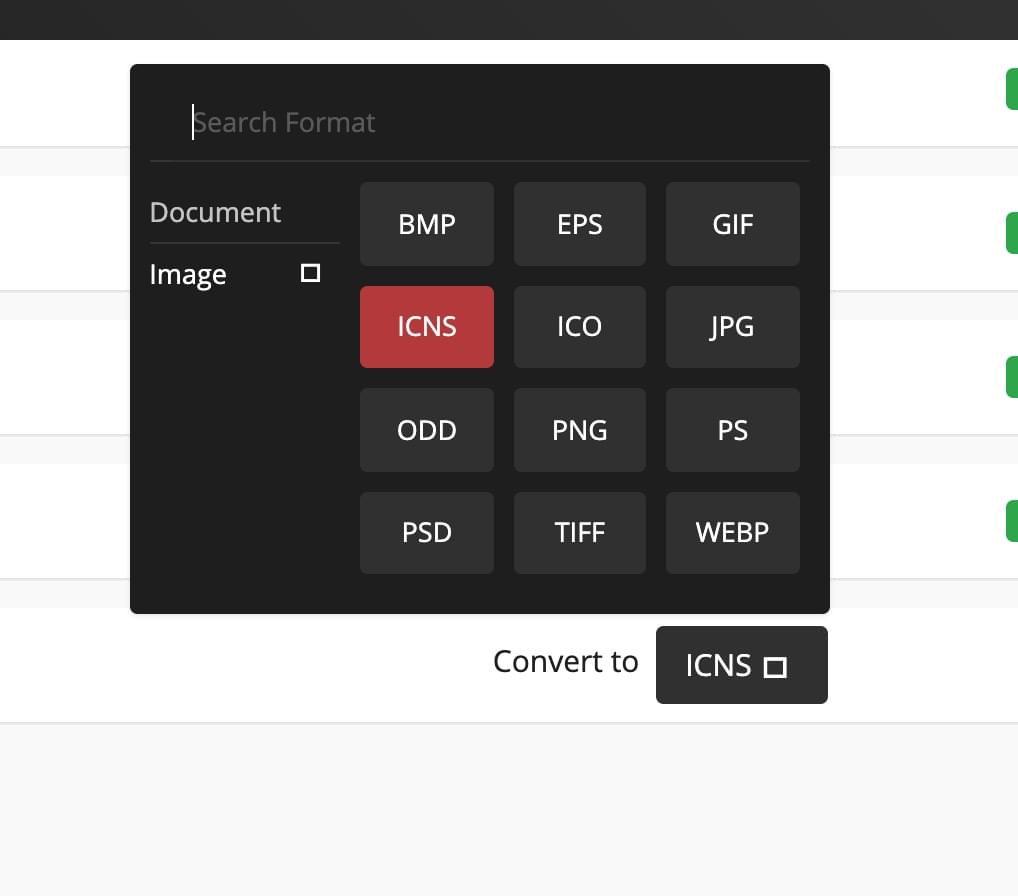 Search Format
Document
Image
BMP EPS GIF
ICNS ICO JPG
ODD PNG PS
PSD TIFF WEBP
Convert to ICNS